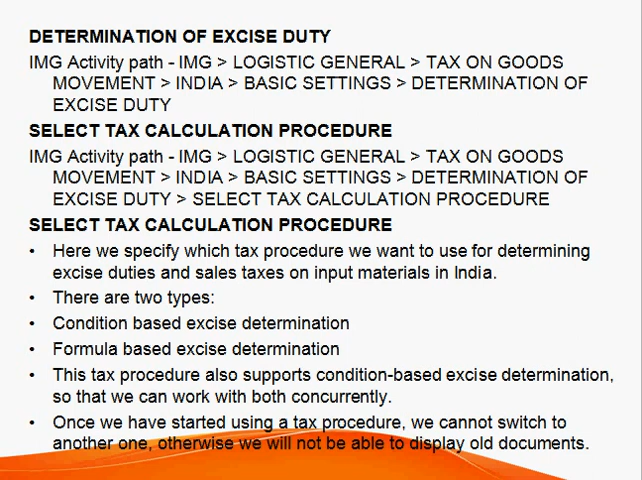 DETERMINATION OF EXCISE DUTY
IMG Activity path - IMG > LOGISTIC GENERAL > TAX ON GOODS
MOVEMENT > INDIA > BASIC SETTINGS > DETERMINATION OF
EXCISE DUTY
SELECT TAX CALCULATION PROCEDURE
IMG Activity path - IMG > LOGISTIC GENERAL > TAX ON GOODS
MOVEMENT > INDIA > BASIC SETTINGS > DETERMINATION OF
EXCISE DUTY > SELECT TAX CALCULATION PROCEDURE
SELECT TAX CALCULATION PROCEDURE
• Here we specify which tax procedure we want to use for determining
excise duties and sales taxes on input materials in India.
• There are two types:
• Condition based excise determination
• Formula based excise determination
• This tax procedure also supports condition-based excise determination,
so that we can work with both concurrently.
• Once we have started using a tax procedure, we cannot switch to
another one, otherwise we will not be able to display old documents.